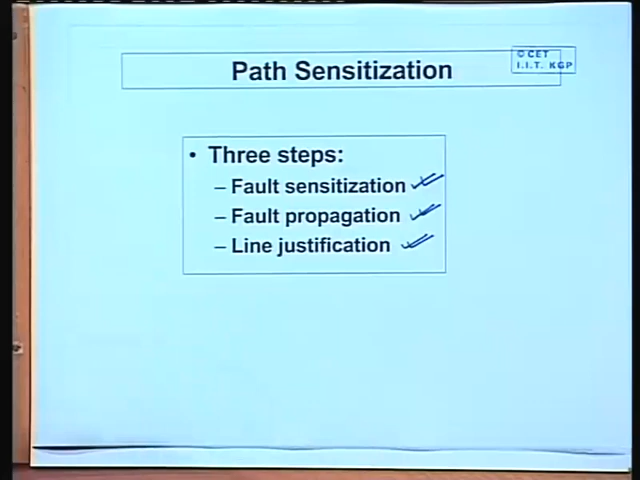 Path Sensitization
© CET
I.I.T. KGP
• Three steps:
– Fault sensitization
– Fault propagation
– Line justification